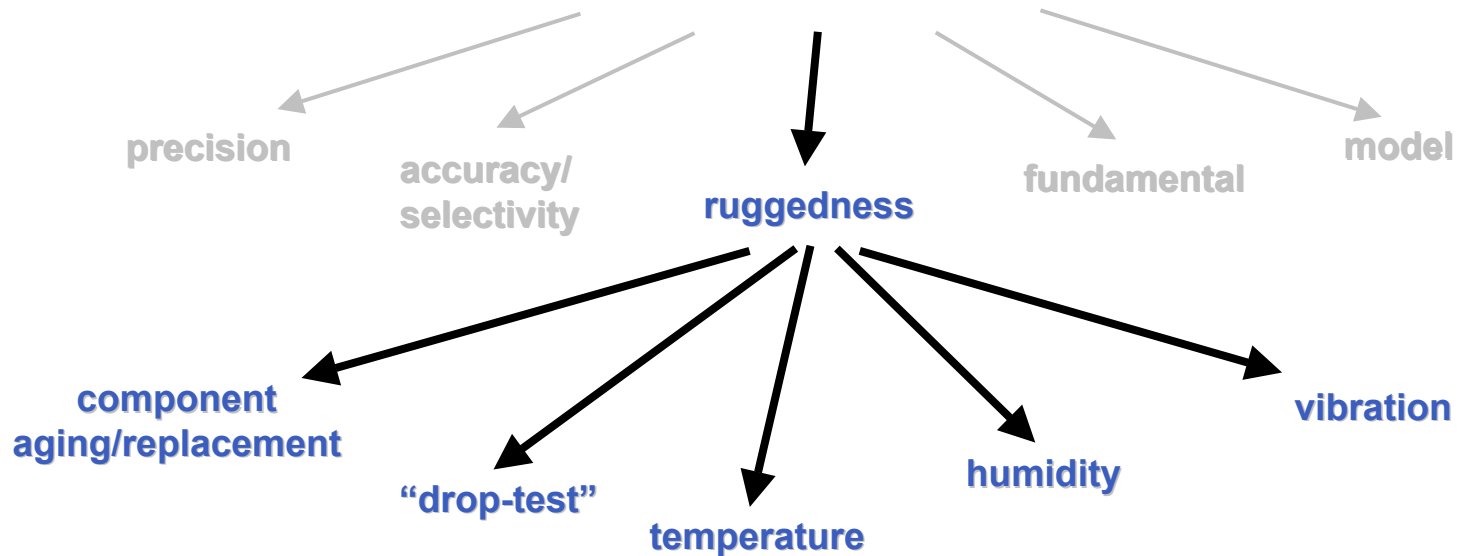 precision
accuracy/
selectivity
ruggedness
fundamental
model
component
aging/replacement
“drop-test”
temperature
humidity
vibration